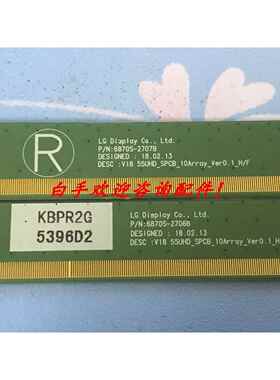 R
LG Display Co., Ltd.
P/N:6870S-2707B
DESIGNED : 18.02.13
DESC :V18 55UHD_SPCB_10Array_Ver0.1_H/F
白手欢迎咨询配件!
KBPR2G
5396D2
LG Display Co., Ltd.
P/N:6870S-2706B
DESIGNED : 18.02.13
DESC :V18 55UHD_SPCB_10Array_Ver0.1_H